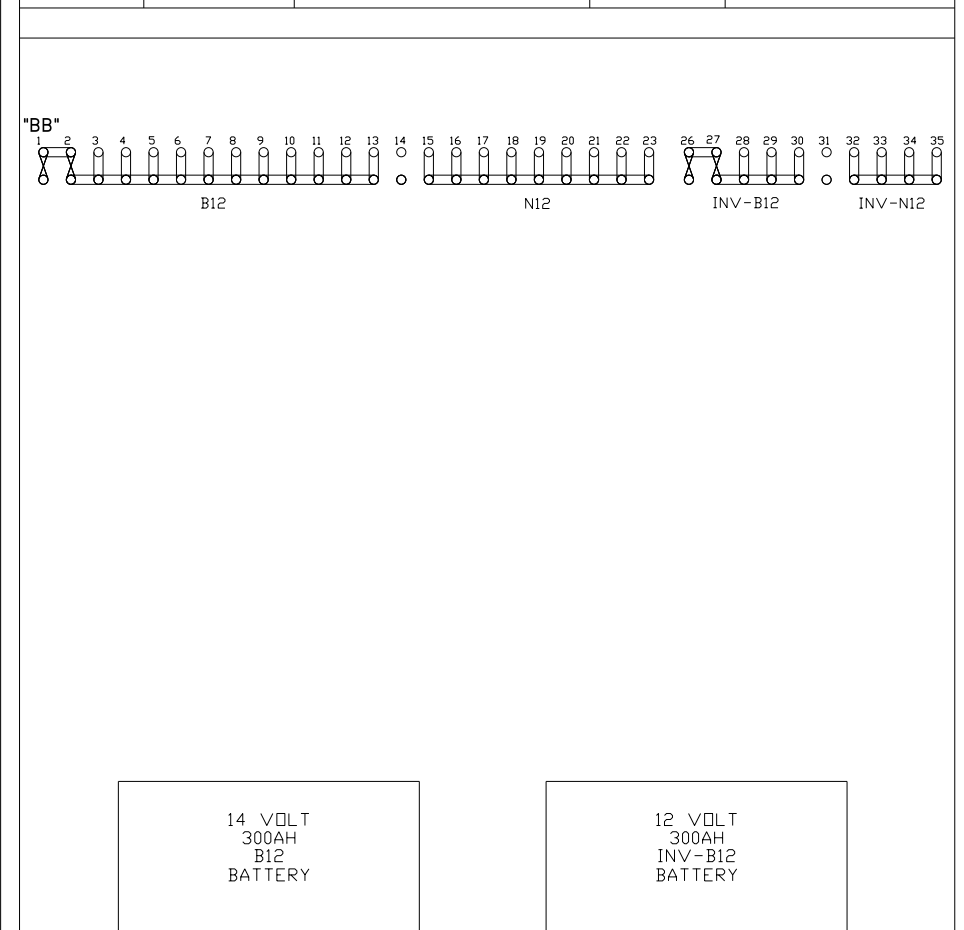 "BB"
1 2 3 4 5 6 7 8 9 10 11 12 13 14 15 16 17 18 19 20 21 22 23 26 27 28 29 30 31 32 33 34 35
B12 N12 INV-B12 INV-N12
14 VOLT
300AH
B12
BATTERY
12 VOLT
300AH
INV-B12
BATTERY